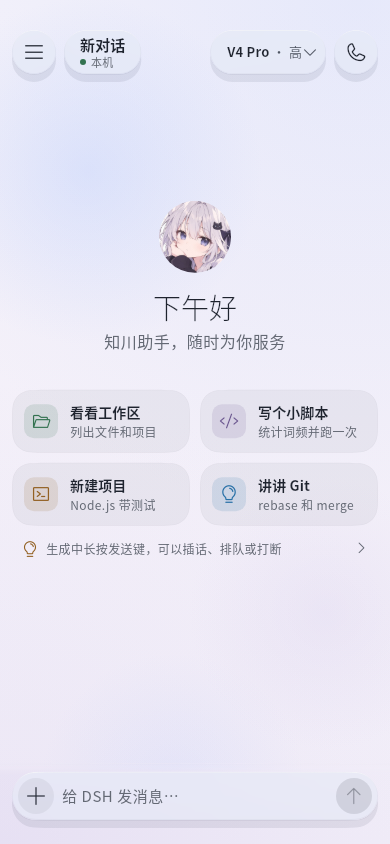 新对话
本机
V4 Pro · 高
下午好
知川助手，随时为你服务
看看工作区
列出文件和项目
写个小脚本
统计词频并跑一次
新建项目
Node.js 带测试
讲讲 Git
rebase 和 merge
生成中长按发送键，可以插话、排队或打断
给 DSH 发消息…